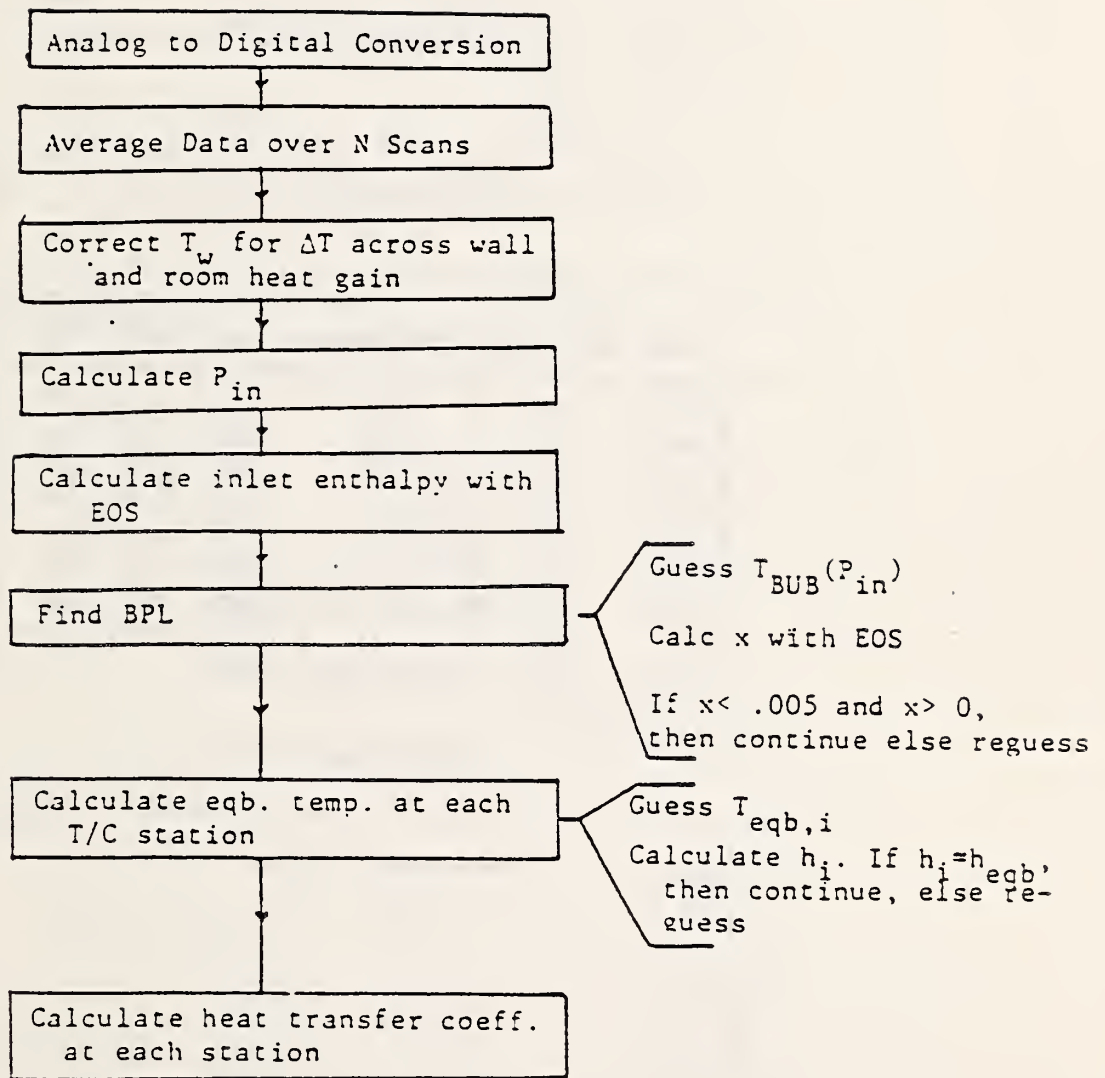 Analog to Digital Conversion
Average Data over N Scans
Correct T_w for ΔT across wall
and room heat gain
Calculate P_in
Calculate inlet enthalpy with
EOS
Find BPL
Guess T_BUB(P_in)
Calc x with EOS
If x< .005 and x> 0,
then continue else reguess
Calculate eqb. temp. at each
T/C station
Guess T_eqb,i
Calculate h_i. If h_i=h_eqb,
then continue, else re-
guess
Calculate heat transfer coeff.
at each station